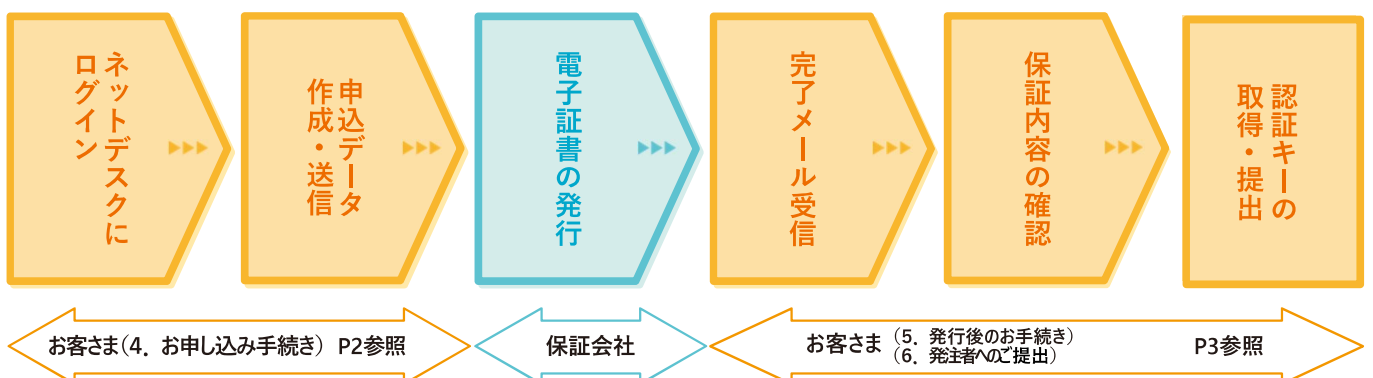 ネットデスクに
ログイン
申込データ
作成・送信
電子証書の発行
完了メール受信
保証内容の確認
認証キーの
取得・提出
お客さま（4．お申し込み手続き） P2参照
保証会社
お客さま（5．発行後のお手続き）
（6．発注者へのご提出）
P3参照